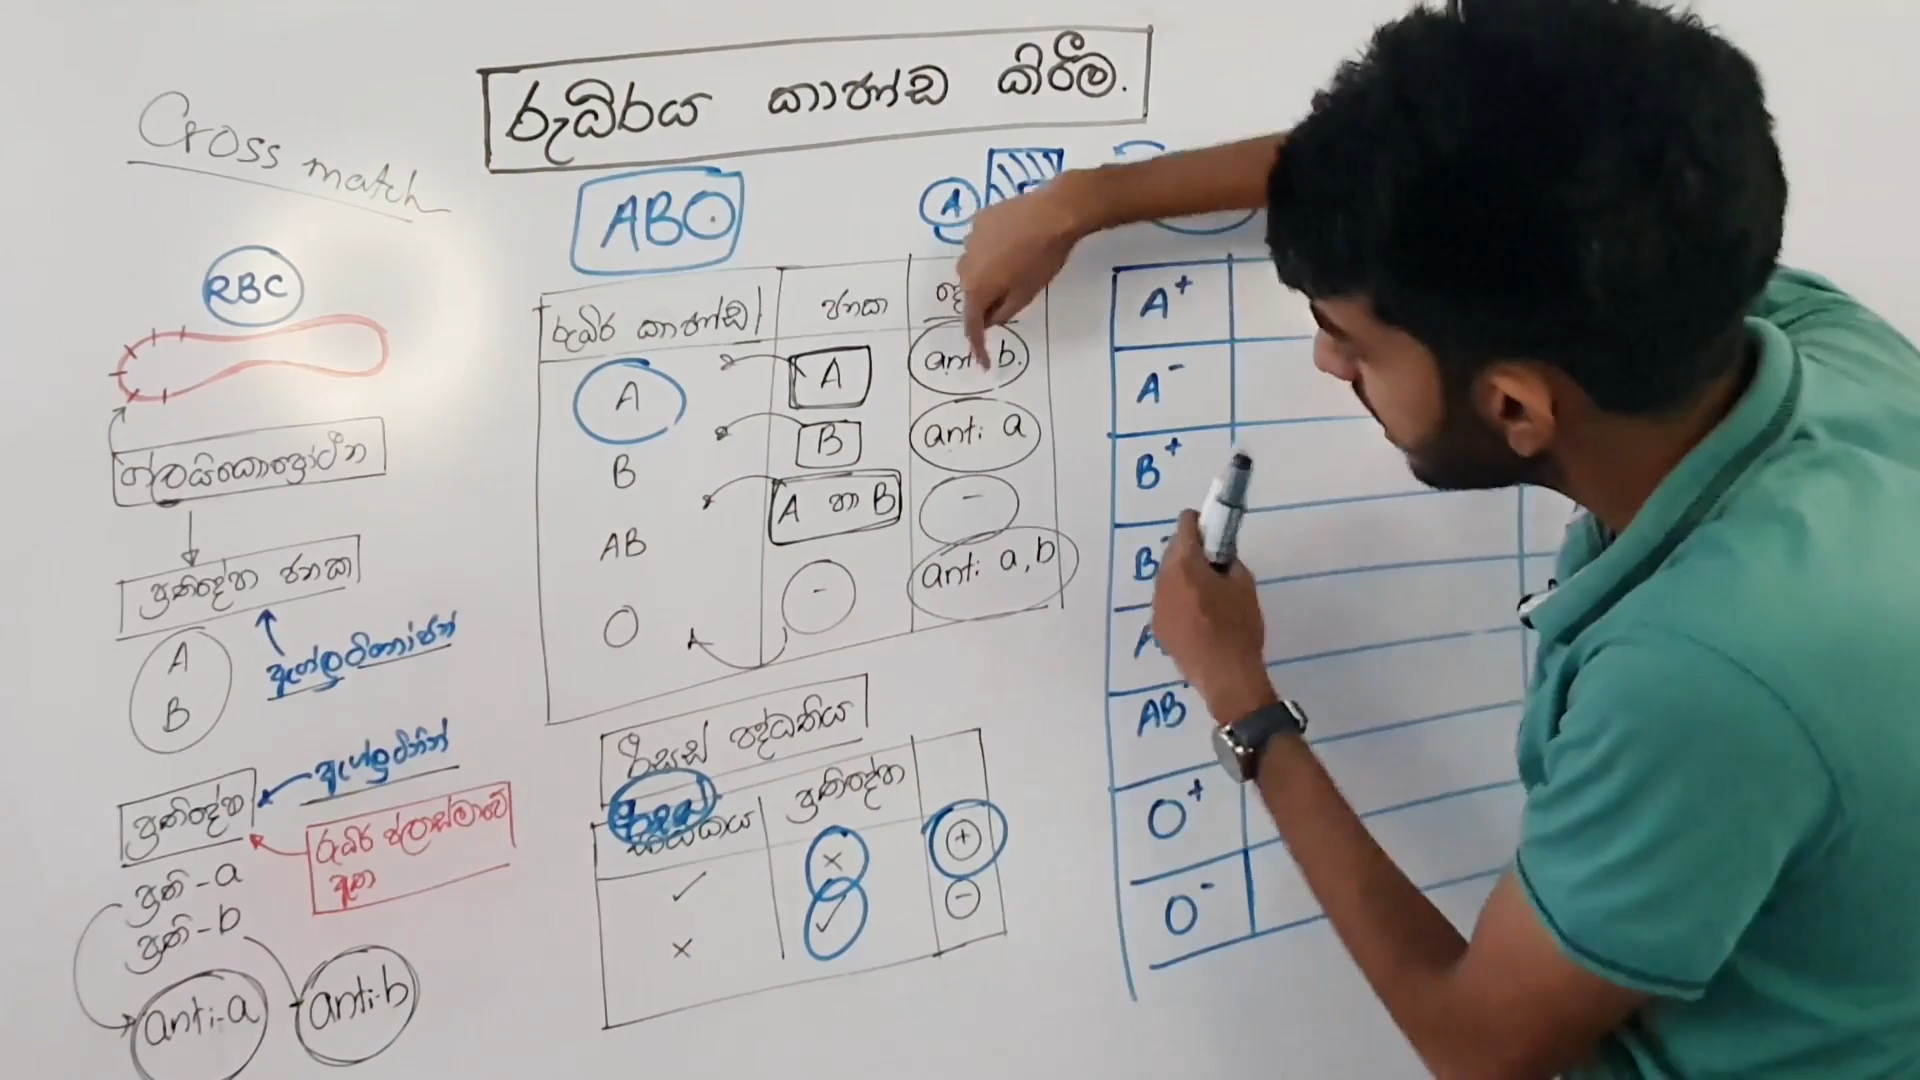 රුධිරය කාණ්ඩ කිරීම.
Cross match
ABO
A
RBC
ග්ලයිකොප්‍රොටීන
ප්‍රතිදේහ ජනක
ඇග්ලුටිනෝජන්
A
B
ප්‍රතිදේහ
ඇග්ලුටිනින්
රුධිර ප්ලාස්මාවේ
ඇත
ප්‍රති-a
ප්‍රති-b
anti-a
anti-b
රුධිර කාණ්ඩ ජනක
A A anti b.
B B anti a
AB A හා B -
O - anti a,b
රීසස් පද්ධතිය
සාධකය ප්‍රතිදේහ
✓ × +
× ✓ -
A+
A-
B+
B
A
AB
O+
O-